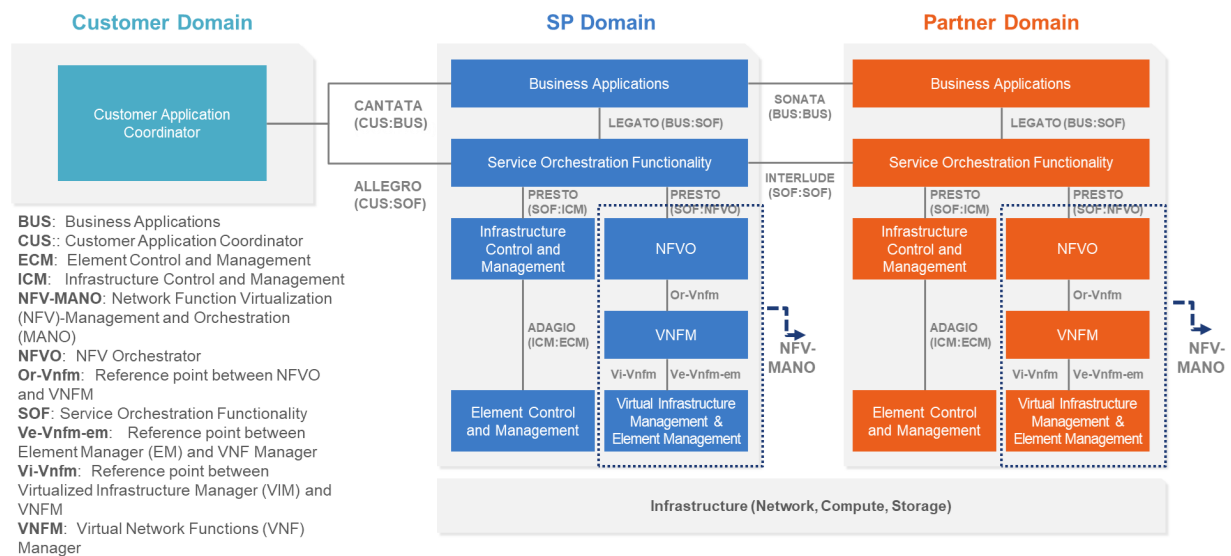 Customer Domain
SP Domain
Partner Domain
Customer Application
Coordinator
CANTATA
(CUS:BUS)
ALLEGRO
(CUS:SOF)
Business Applications
LEGATO (BUS:SOF)
Service Orchestration Functionality
PRESTO
(SOF:ICM)
PRESTO
(SOF:NFVO)
Infrastructure
Control and
Management
NFVO
Or-Vnfm
ADAGIO
(ICM:ECM)
VNFM
Vi-Vnfm
Ve-Vnfm-em
Element Control
and Management
Virtual Infrastructure
Management &
Element Management
NFV-
MANO
SONATA
(BUS:BUS)
INTERLUDE
(SOF:SOF)
Business Applications
LEGATO (BUS:SOF)
Service Orchestration Functionality
PRESTO
(SOF:ICM)
PRESTO
(SOF:NFVO)
Infrastructure
Control and
Management
NFVO
Or-Vnfm
ADAGIO
(ICM:ECM)
VNFM
Vi-Vnfm
Ve-Vnfm-em
Element Control
and Management
Virtual Infrastructure
Management &
Element Management
NFV-
MANO
Infrastructure (Network, Compute, Storage)
BUS: Business Applications
CUS:: Customer Application Coordinator
ECM: Element Control and Management
ICM: Infrastructure Control and Management
NFV-MANO: Network Function Virtualization
(NFV)-Management and Orchestration
(MANO)
NFVO: NFV Orchestrator
Or-Vnfm: Reference point between NFVO
and VNFM
SOF: Service Orchestration Functionality
Ve-Vnfm-em: Reference point between
Element Manager (EM) and VNF Manager
Vi-Vnfm: Reference point between
Virtualized Infrastructure Manager (VIM) and
VNFM
VNFM: Virtual Network Functions (VNF)
Manager